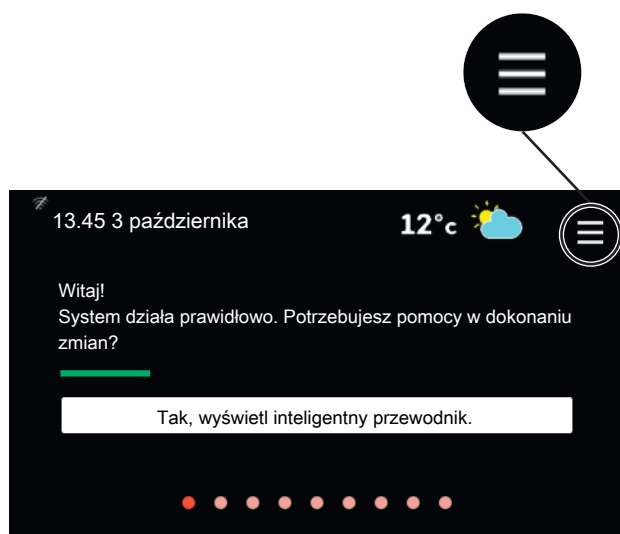 13.45 3 października
12°c
Witaj!
System działa prawidłowo. Potrzebujesz pomocy w dokonaniu
zmian?
Tak, wyświetl inteligentny przewodnik.